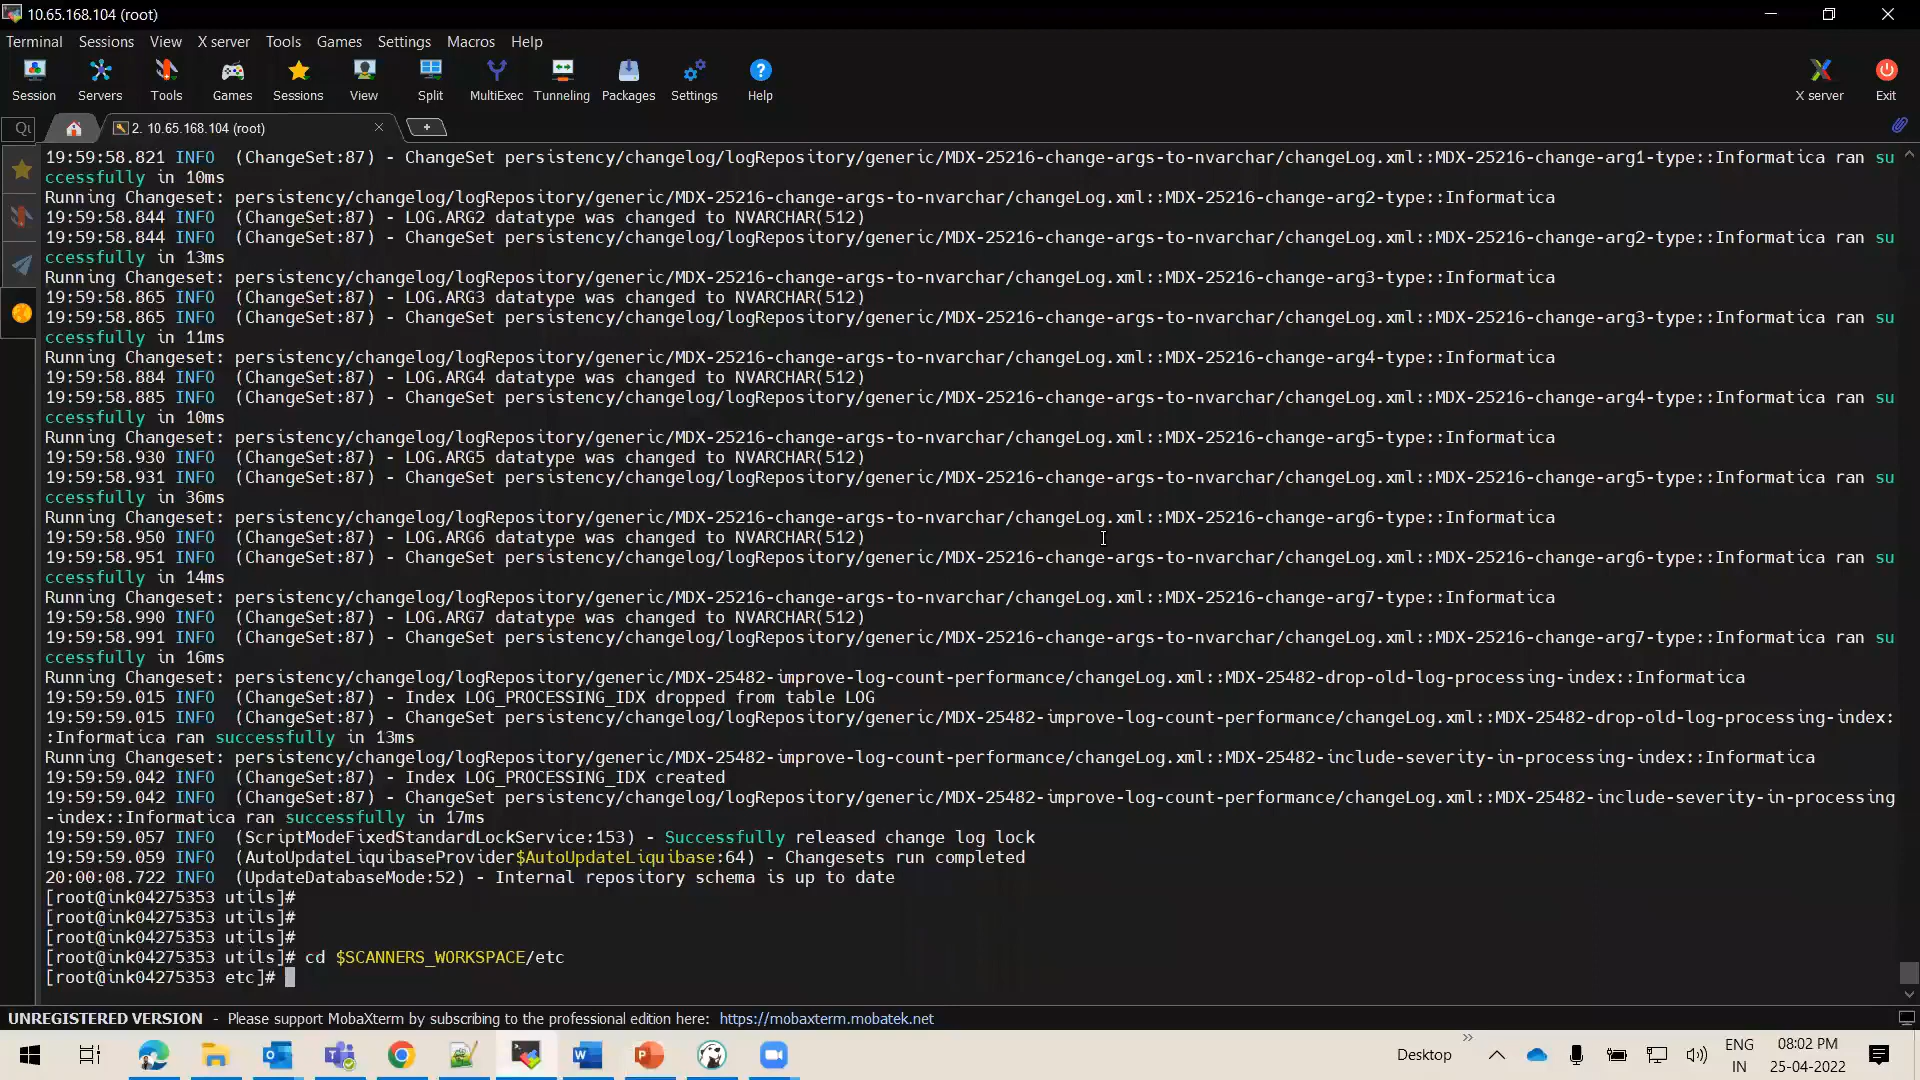 10.65.168.104 (root)
Terminal Sessions View X server Tools Games Settings Macros Help
Session Servers Tools Games Sessions View Split MultiExec Tunneling Packages Settings Help X server Exit
2. 10.65.168.104 (root)
19:59:58.821 INFO (ChangeSet:87) - ChangeSet persistency/changelog/logRepository/generic/MDX-25216-change-args-to-nvarchar/changeLog.xml::MDX-25216-change-arg1-type::Informatica ran su
ccessfully in 10ms
Running Changeset: persistency/changelog/logRepository/generic/MDX-25216-change-args-to-nvarchar/changeLog.xml::MDX-25216-change-arg2-type::Informatica
19:59:58.844 INFO (ChangeSet:87) - LOG.ARG2 datatype was changed to NVARCHAR(512)
19:59:58.844 INFO (ChangeSet:87) - ChangeSet persistency/changelog/logRepository/generic/MDX-25216-change-args-to-nvarchar/changeLog.xml::MDX-25216-change-arg2-type::Informatica ran su
ccessfully in 13ms
Running Changeset: persistency/changelog/logRepository/generic/MDX-25216-change-args-to-nvarchar/changeLog.xml::MDX-25216-change-arg3-type::Informatica
19:59:58.865 INFO (ChangeSet:87) - LOG.ARG3 datatype was changed to NVARCHAR(512)
19:59:58.865 INFO (ChangeSet:87) - ChangeSet persistency/changelog/logRepository/generic/MDX-25216-change-args-to-nvarchar/changeLog.xml::MDX-25216-change-arg3-type::Informatica ran su
ccessfully in 11ms
Running Changeset: persistency/changelog/logRepository/generic/MDX-25216-change-args-to-nvarchar/changeLog.xml::MDX-25216-change-arg4-type::Informatica
19:59:58.884 INFO (ChangeSet:87) - LOG.ARG4 datatype was changed to NVARCHAR(512)
19:59:58.885 INFO (ChangeSet:87) - ChangeSet persistency/changelog/logRepository/generic/MDX-25216-change-args-to-nvarchar/changeLog.xml::MDX-25216-change-arg4-type::Informatica ran su
ccessfully in 10ms
Running Changeset: persistency/changelog/logRepository/generic/MDX-25216-change-args-to-nvarchar/changeLog.xml::MDX-25216-change-arg5-type::Informatica
19:59:58.930 INFO (ChangeSet:87) - LOG.ARG5 datatype was changed to NVARCHAR(512)
19:59:58.931 INFO (ChangeSet:87) - ChangeSet persistency/changelog/logRepository/generic/MDX-25216-change-args-to-nvarchar/changeLog.xml::MDX-25216-change-arg5-type::Informatica ran su
ccessfully in 36ms
Running Changeset: persistency/changelog/logRepository/generic/MDX-25216-change-args-to-nvarchar/changeLog.xml::MDX-25216-change-arg6-type::Informatica
19:59:58.950 INFO (ChangeSet:87) - LOG.ARG6 datatype was changed to NVARCHAR(512)
19:59:58.951 INFO (ChangeSet:87) - ChangeSet persistency/changelog/logRepository/generic/MDX-25216-change-args-to-nvarchar/changeLog.xml::MDX-25216-change-arg6-type::Informatica ran su
ccessfully in 14ms
Running Changeset: persistency/changelog/logRepository/generic/MDX-25216-change-args-to-nvarchar/changeLog.xml::MDX-25216-change-arg7-type::Informatica
19:59:58.990 INFO (ChangeSet:87) - LOG.ARG7 datatype was changed to NVARCHAR(512)
19:59:58.991 INFO (ChangeSet:87) - ChangeSet persistency/changelog/logRepository/generic/MDX-25216-change-args-to-nvarchar/changeLog.xml::MDX-25216-change-arg7-type::Informatica ran su
ccessfully in 16ms
Running Changeset: persistency/changelog/logRepository/generic/MDX-25482-improve-log-count-performance/changeLog.xml::MDX-25482-drop-old-log-processing-index::Informatica
19:59:59.015 INFO (ChangeSet:87) - Index LOG_PROCESSING_IDX dropped from table LOG
19:59:59.015 INFO (ChangeSet:87) - ChangeSet persistency/changelog/logRepository/generic/MDX-25482-improve-log-count-performance/changeLog.xml::MDX-25482-drop-old-log-processing-index:
:Informatica ran successfully in 13ms
Running Changeset: persistency/changelog/logRepository/generic/MDX-25482-improve-log-count-performance/changeLog.xml::MDX-25482-include-severity-in-processing-index::Informatica
19:59:59.042 INFO (ChangeSet:87) - Index LOG_PROCESSING_IDX created
19:59:59.042 INFO (ChangeSet:87) - ChangeSet persistency/changelog/logRepository/generic/MDX-25482-improve-log-count-performance/changeLog.xml::MDX-25482-include-severity-in-processing
-index::Informatica ran successfully in 17ms
19:59:59.057 INFO (ScriptModeFixedStandardLockService:153) - Successfully released change log lock
19:59:59.059 INFO (AutoUpdateLiquibaseProvider$AutoUpdateLiquibase:64) - Changesets run completed
20:00:08.722 INFO (UpdateDatabaseMode:52) - Internal repository schema is up to date
[root@ink04275353 utils]#
[root@ink04275353 utils]#
[root@ink04275353 utils]#
[root@ink04275353 utils]# cd $SCANNERS_WORKSPACE/etc
[root@ink04275353 etc]#
UNREGISTERED VERSION - Please support MobaXterm by subscribing to the professional edition here: https://mobaxterm.mobatek.net
Desktop
ENG
IN
08:02 PM
25-04-2022